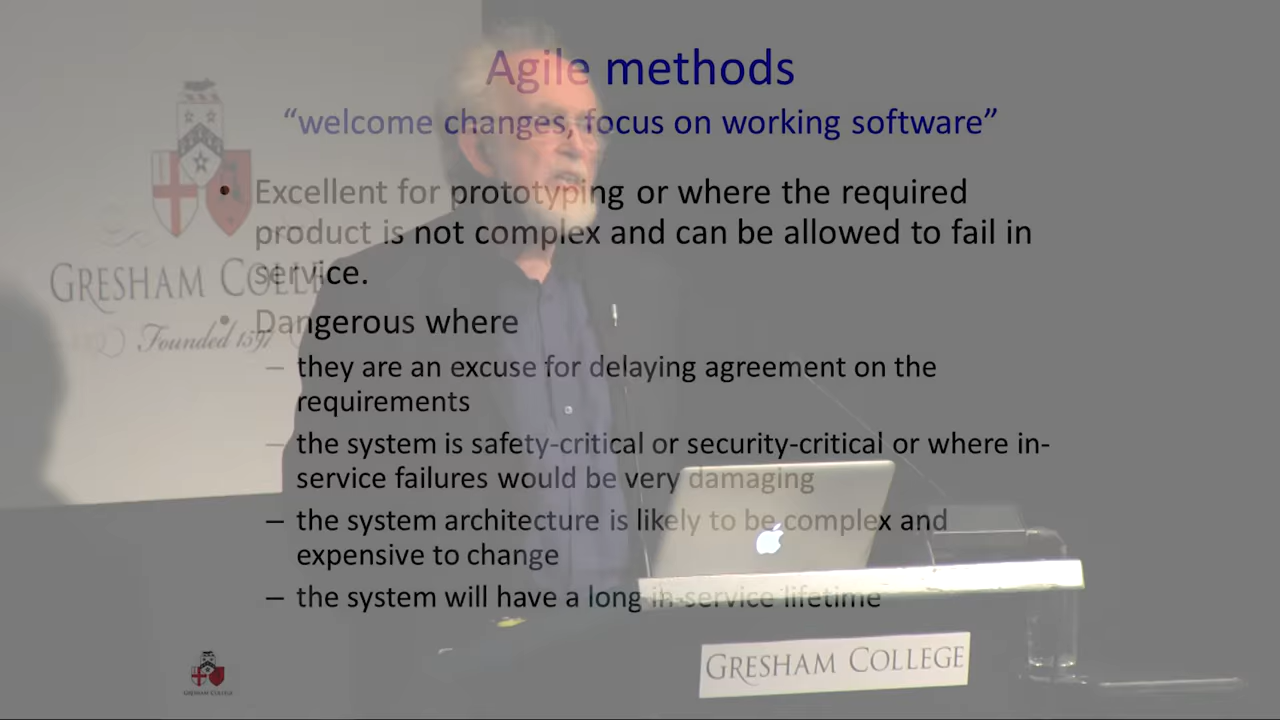 Agile methods
“welcome changes, focus on working software”
• Excellent for prototyping or where the required
product is not complex and can be allowed to fail in
service.
• Dangerous where
– they are an excuse for delaying agreement on the
requirements
– the system is safety-critical or security-critical or where in-
service failures would be very damaging
– the system architecture is likely to be complex and
expensive to change
– the system will have a long in-service lifetime
GRESHAM COLLE
Founded 1597
GRESHAM COLLEGE
GRESHAM COLLEGE